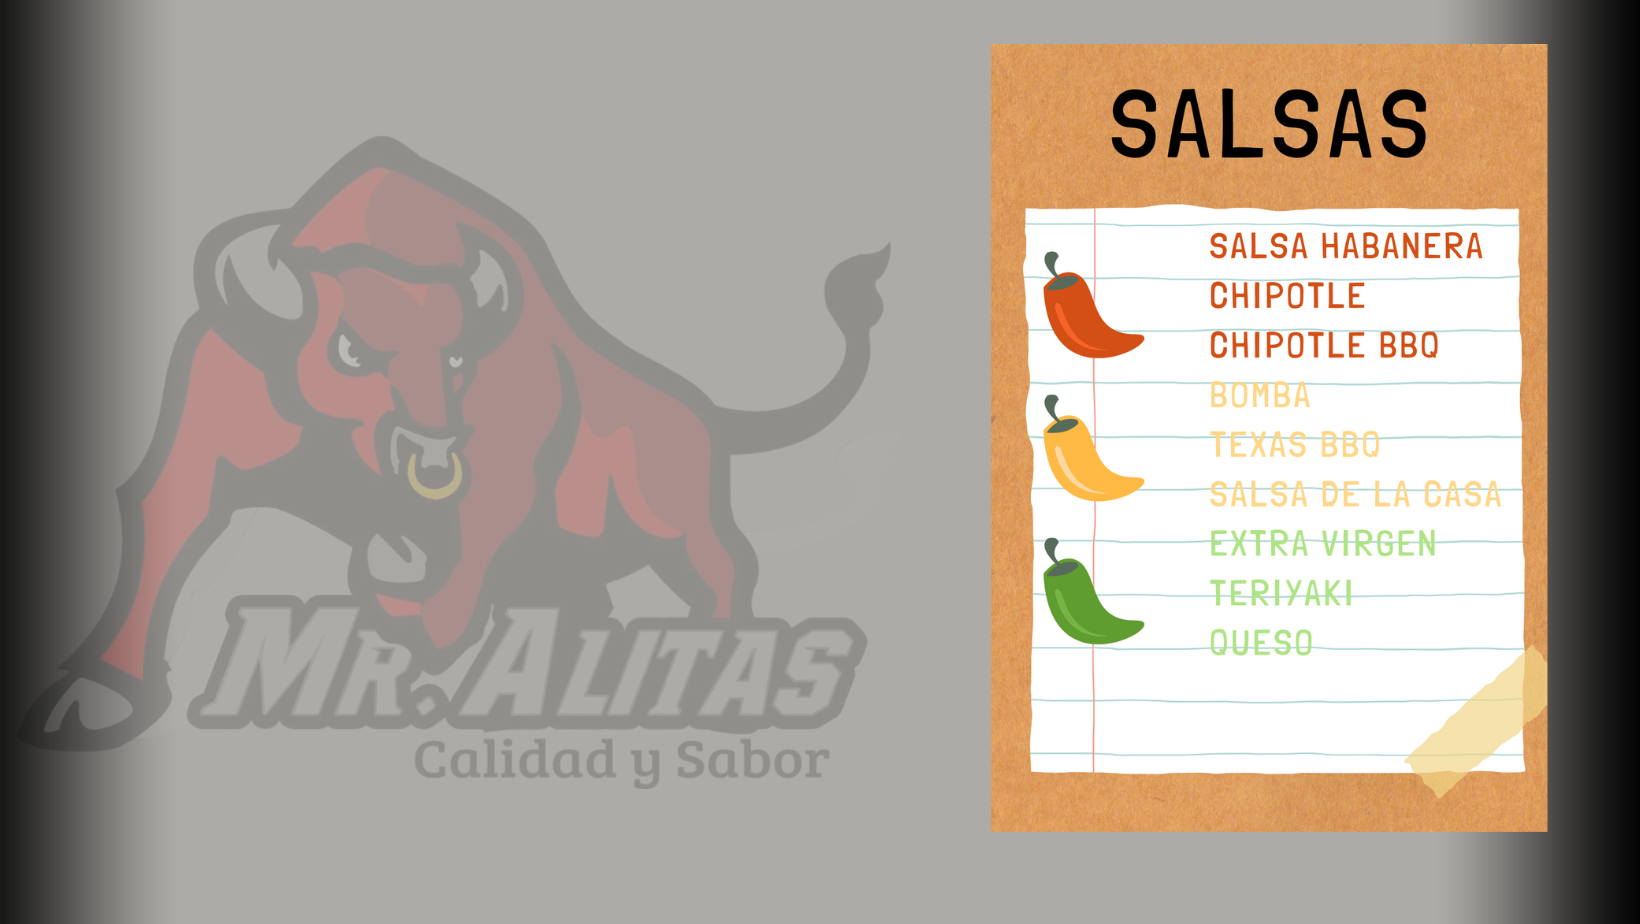 SALSAS
SALSA HABANERA
CHIPOTLE
CHIPOTLE BBQ
BOMBA
TEXAS BBQ
SALSA DE LA CASA
EXTRA VIRGEN
TERIYAKI
QUESO
MR. ALITAS
Calidad y Sabor